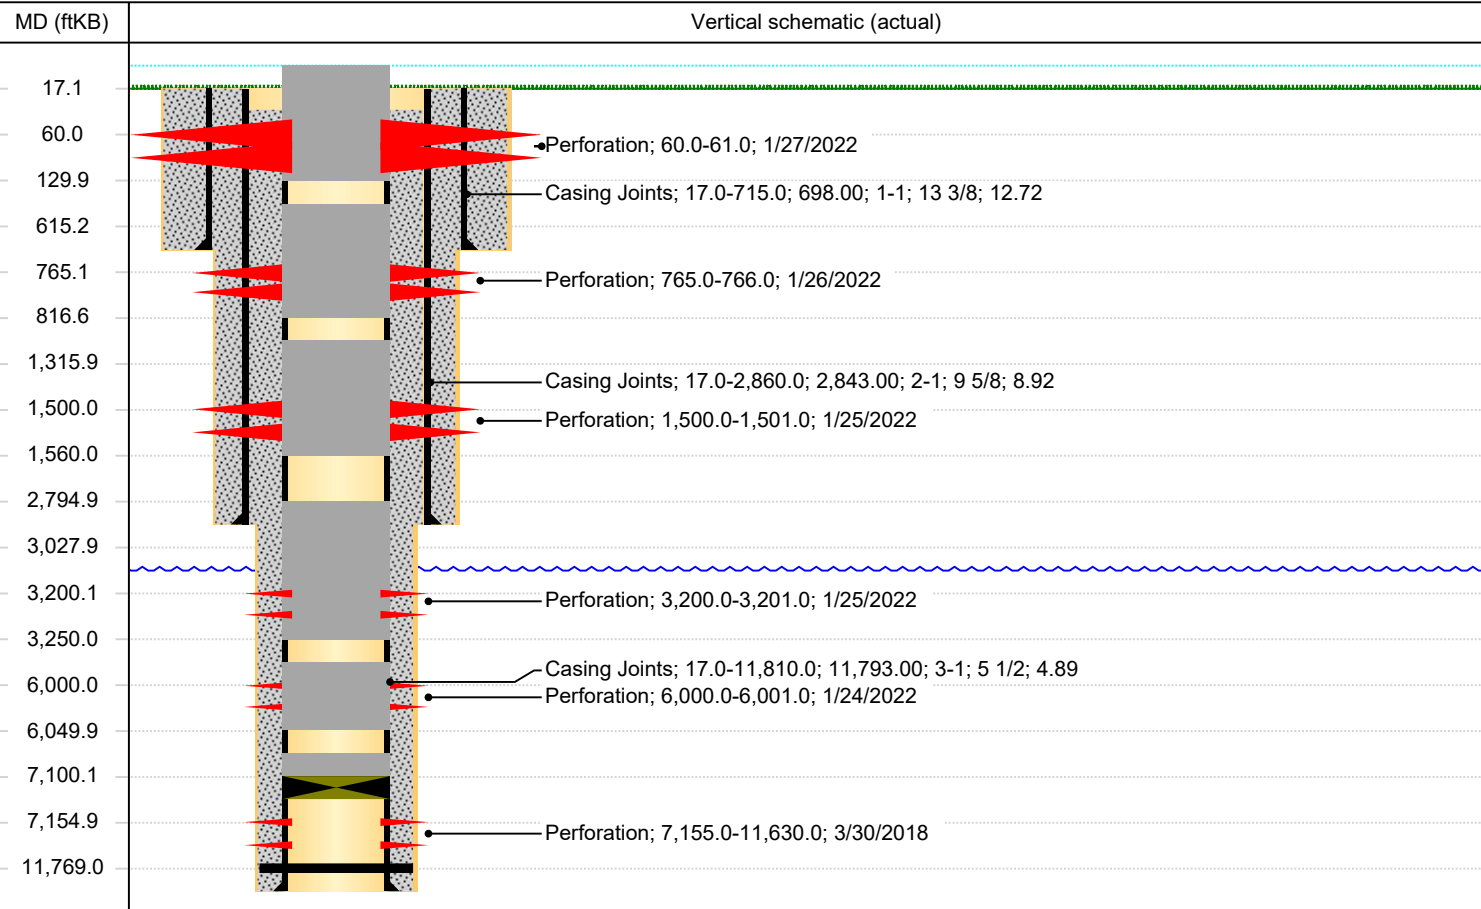 MD (ftKB)
Vertical schematic (actual)
17.1
60.0
Perforation; 60.0-61.0; 1/27/2022
129.9
Casing Joints; 17.0-715.0; 698.00; 1-1; 13 3/8; 12.72
615.2
765.1
Perforation; 765.0-766.0; 1/26/2022
816.6
1,315.9
Casing Joints; 17.0-2,860.0; 2,843.00; 2-1; 9 5/8; 8.92
1,500.0
Perforation; 1,500.0-1,501.0; 1/25/2022
1,560.0
2,794.9
3,027.9
3,200.1
Perforation; 3,200.0-3,201.0; 1/25/2022
3,250.0
Casing Joints; 17.0-11,810.0; 11,793.00; 3-1; 5 1/2; 4.89
6,000.0
Perforation; 6,000.0-6,001.0; 1/24/2022
6,049.9
7,100.1
7,154.9
Perforation; 7,155.0-11,630.0; 3/30/2018
11,769.0